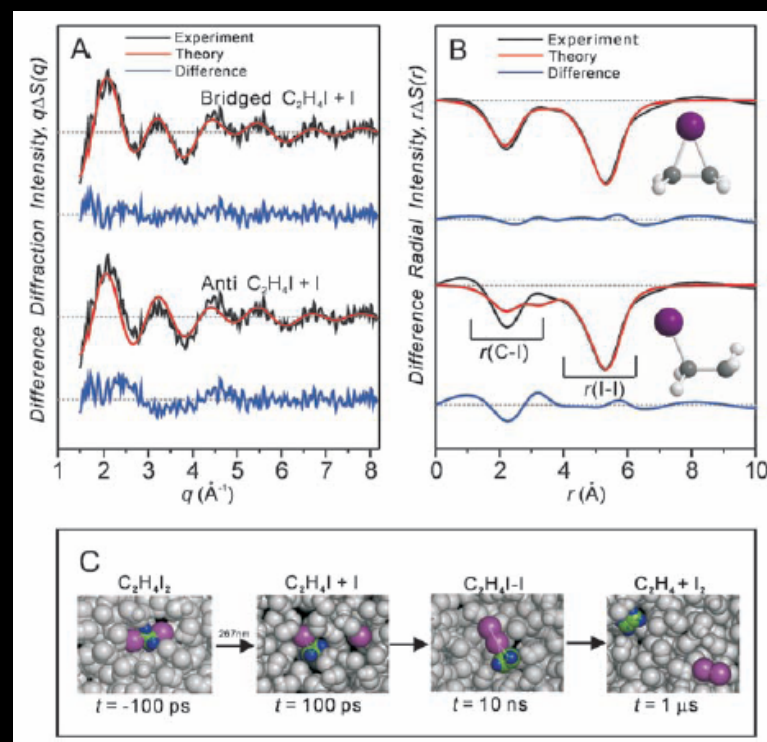 A
Experiment
Theory
Difference
Bridged C₂H₄I + I
Anti C₂H₄I + I
Difference Diffraction Intensity, qΔS(q)
1 2 3 4 5 6 7 8
q (Å⁻¹)
B
Experiment
Theory
Difference
r(C-I)
r(I-I)
Difference Radial Intensity, rΔS(r)
0 2 4 6 8 10
r (Å)
C
C₂H₄I₂
C₂H₄I + I
C₂H₄I-I
C₂H₄ + I₂
267nm
t = -100 ps
t = 100 ps
t = 10 ns
t = 1 μs